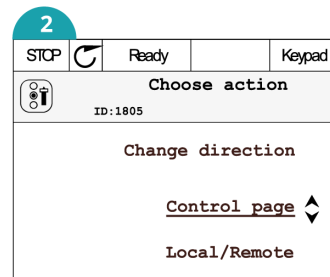 2
STOP Ready Keypad
Choose action
ID:1805
Change direction
Control page
Local/Remote